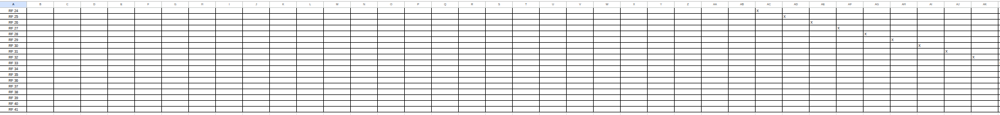 A B C D E F G H I J K L M N O P Q R S T U V W X Y Z AA AB AC AD AE AF AG AH AI AJ AK
RF 24 X
RF 25 X
RF 26 X
RF 27 X
RF 28 X
RF 29 X
RF 30 X
RF 31 X
RF 32 X
RF 33
RF 34
RF 35
RF 36
RF 37
RF 38
RF 39
RF 40
RF 41